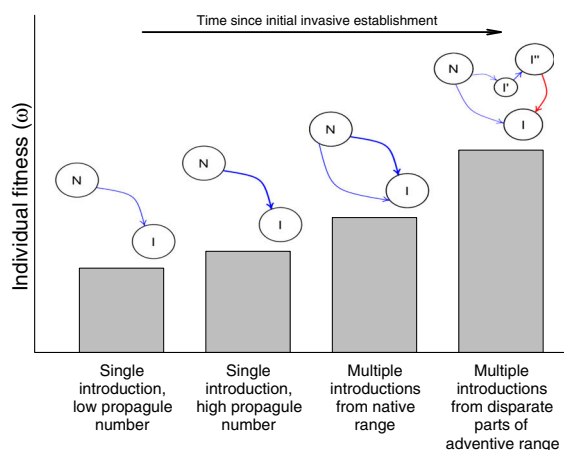 Time since initial invasive establishment
Individual fitness (ω)
N
I
N
I
N
I
N
I'
I"
I
Single
introduction,
low propagule
number
Single
introduction,
high propagule
number
Multiple
introductions
from native
range
Multiple
introductions
from disparate
parts of
adventive range